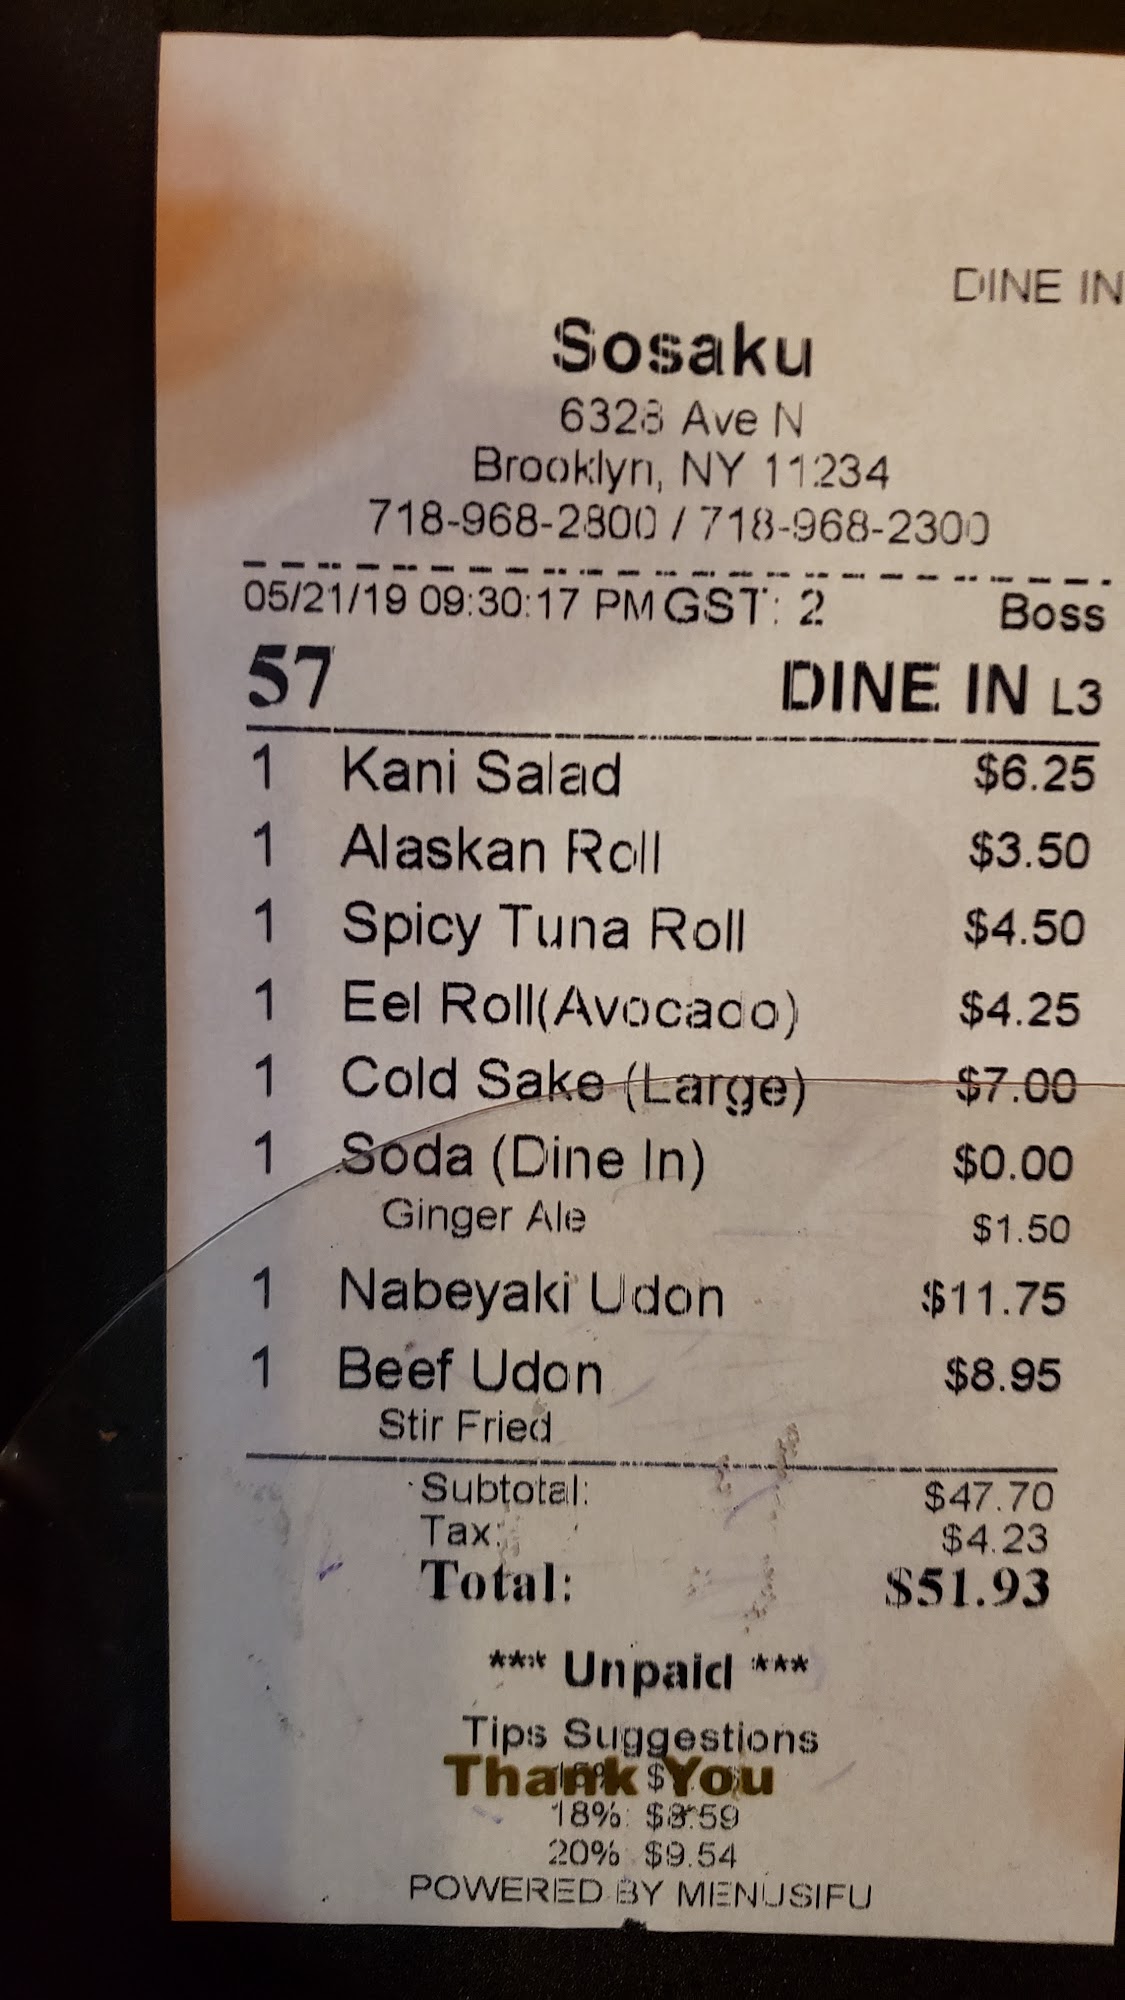 DINE IN
Sosaku
6328 Ave N
Brooklyn, NY 11234
718-968-2800 / 718-968-2300
05/21/19 09:30:17 PM GST: 2 Boss
57 DINE IN L3
1 Kani Salad $6.25
1 Alaskan Roll $3.50
1 Spicy Tuna Roll $4.50
1 Eel Roll(Avocado) $4.25
1 Cold Sake (Large) $7.00
1 Soda (Dine In) $0.00
Ginger Ale $1.50
1 Nabeyaki Udon $11.75
1 Beef Udon $8.95
Stir Fried
Subtotal: $47.70
Tax: $4.23
Total: $51.93
*** Unpaid ***
Tips Suggestions
Thank You
18%: $8.59
20%: $9.54
POWERED BY MENUSIFU